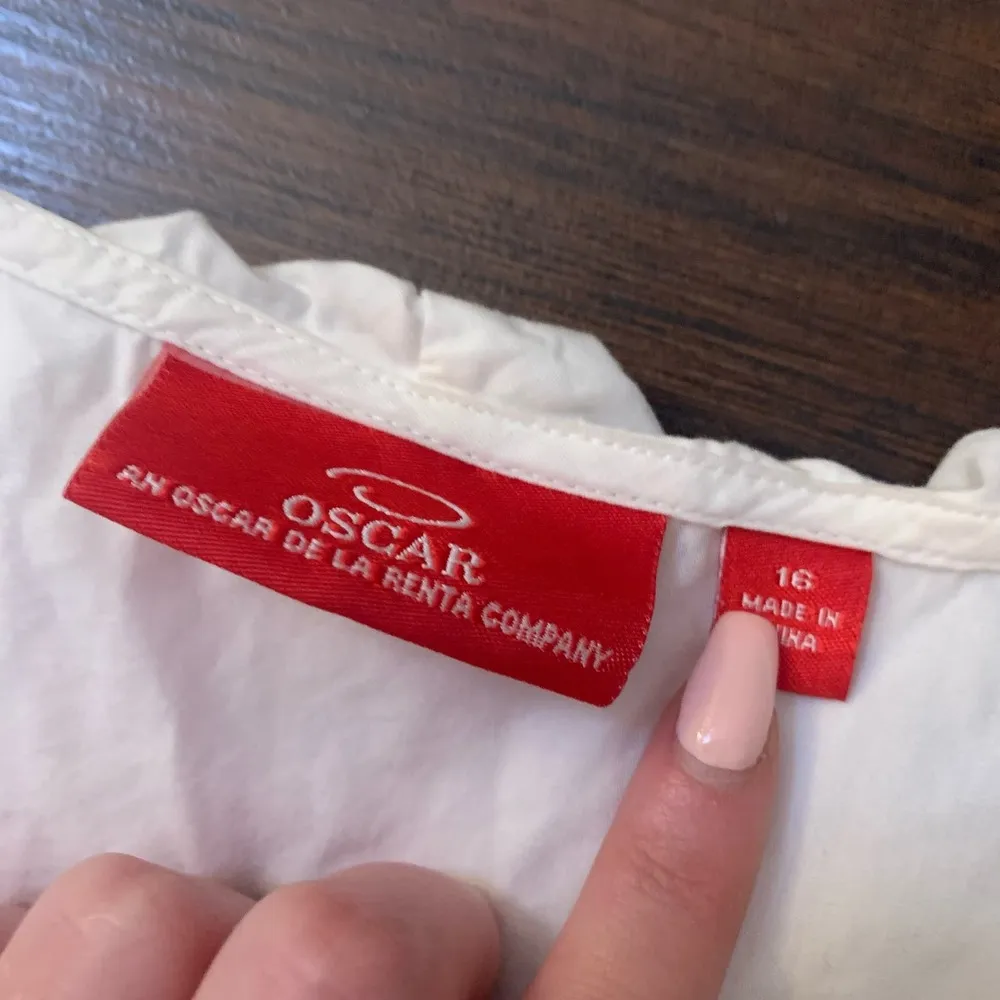 OSCAR
AN OSCAR DE LA RENTA COMPANY
16
MADE IN